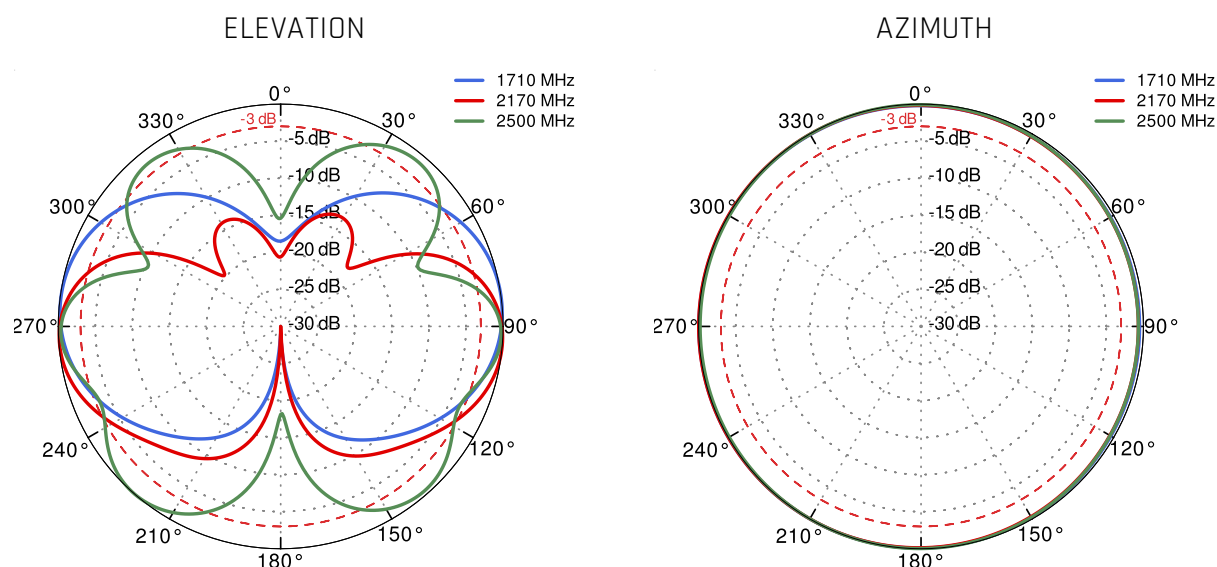 ELEVATION
1710 MHz
2170 MHz
2500 MHz
0°
30°
60°
90°
120°
150°
180°
210°
240°
270°
300°
330°
-3 dB
-5 dB
-10 dB
-15 dB
-20 dB
-25 dB
-30 dB
AZIMUTH
1710 MHz
2170 MHz
2500 MHz
0°
30°
60°
90°
120°
150°
180°
210°
240°
270°
300°
330°
-3 dB
-5 dB
-10 dB
-15 dB
-20 dB
-25 dB
-30 dB